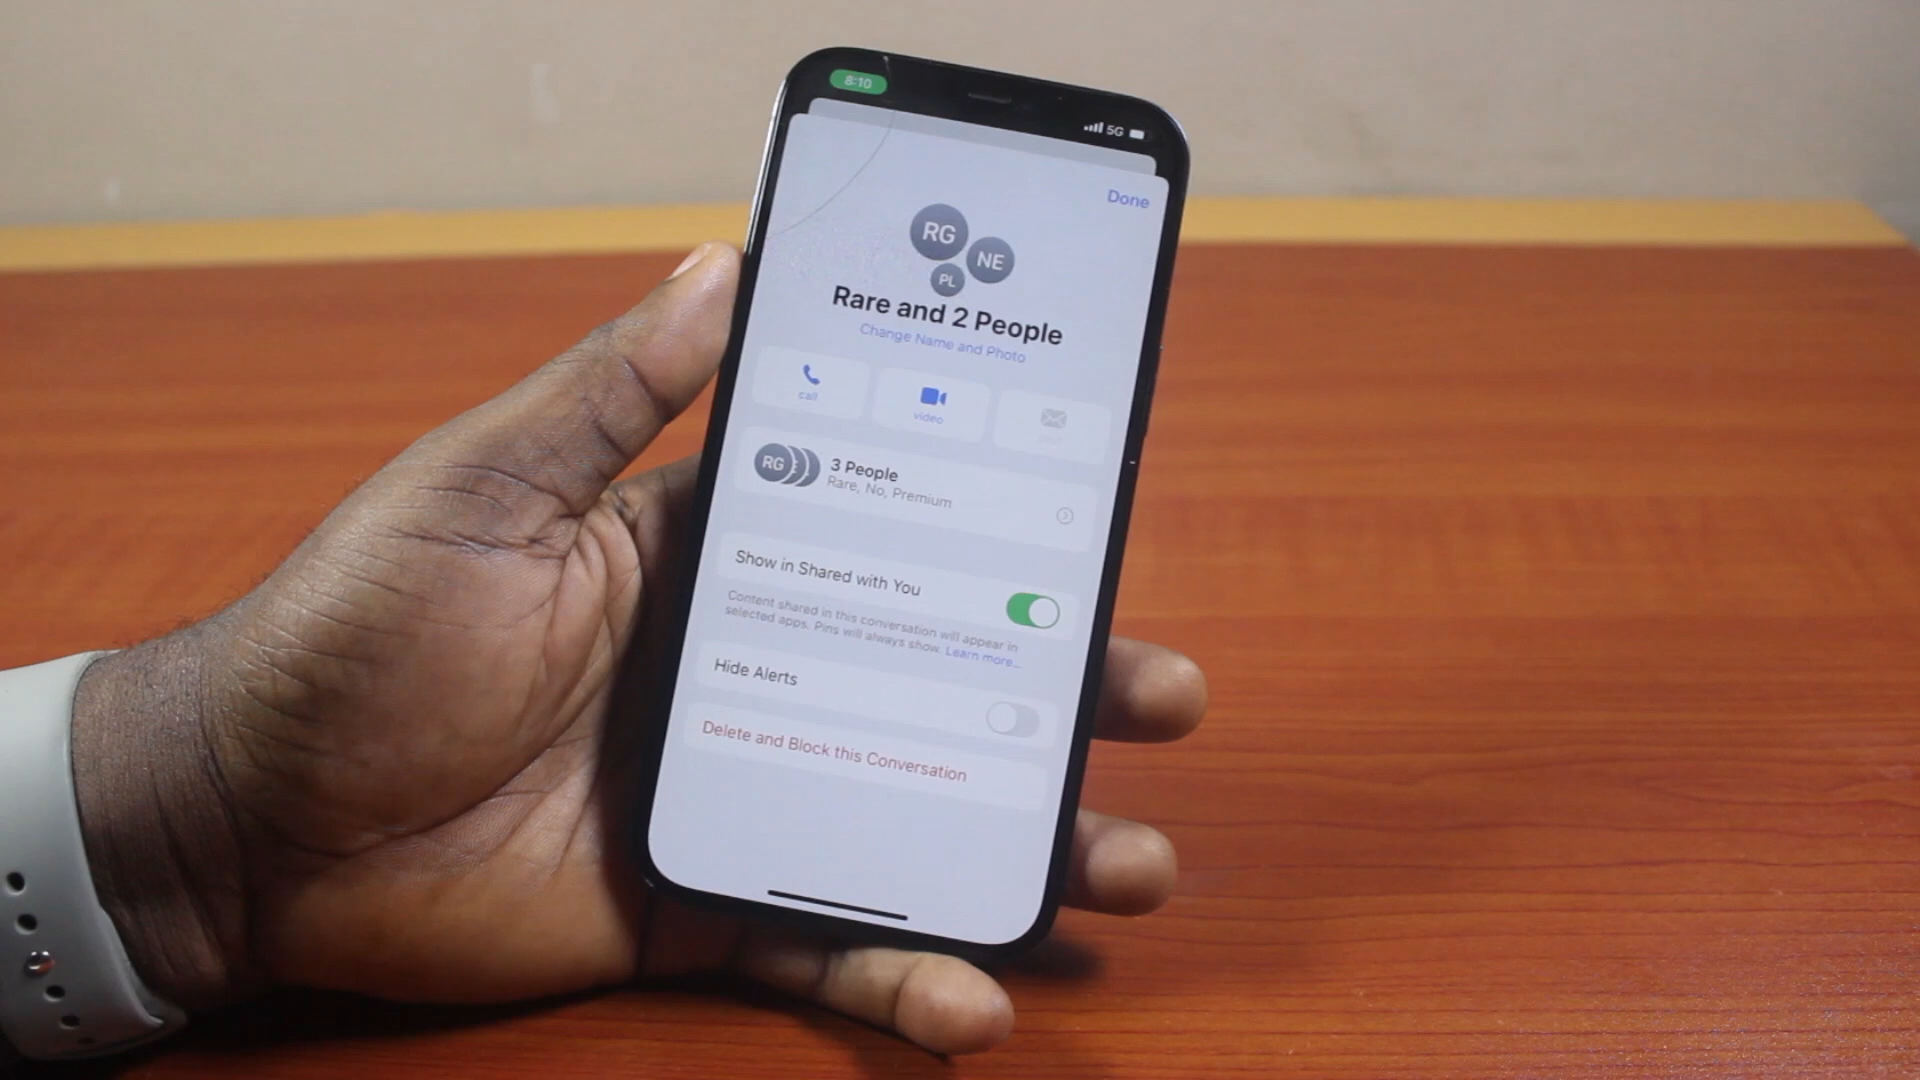 8:10
5G
Done
RG
NE
PL
Rare and 2 People
Change Name and Photo
call
video
RG
3 People
Rare, No, Premium
Show in Shared with You
Content shared in this conversation will appear in
selected apps. Pins will always show. Learn more...
Hide Alerts
Delete and Block this Conversation